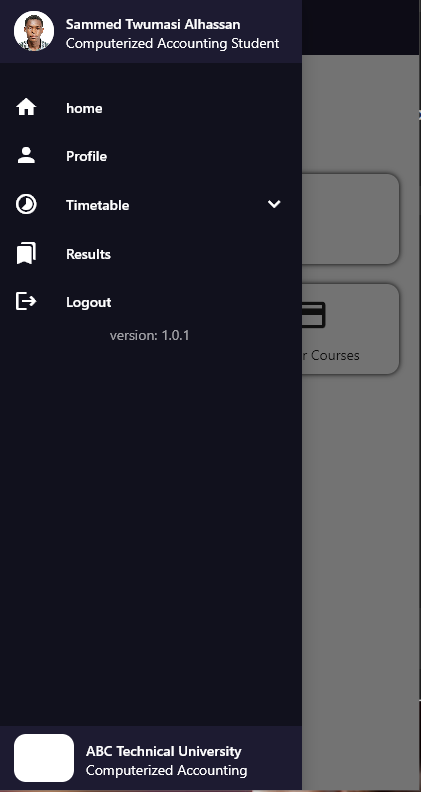 Sammed Twumasi Alhassan
Computerized Accounting Student
home
Profile
Timetable
Results
Logout
version: 1.0.1
r Courses
ABC Technical University
Computerized Accounting